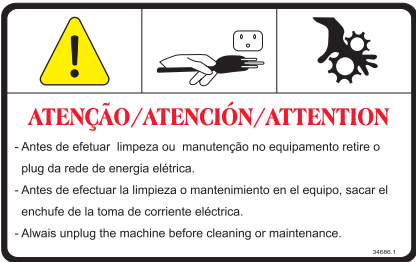 ATENÇÃO/ATENCIÓN/ATTENTION
- Antes de efetuar limpeza ou manutenção no equipamento retire o
plug da rede de energia elétrica.
- Antes de efectuar la limpieza o mantenimiento en el equipo, sacar el
enchufe de la toma de corriente eléctrica.
- Alwais unplug the machine before cleaning or maintenance.
34686.1